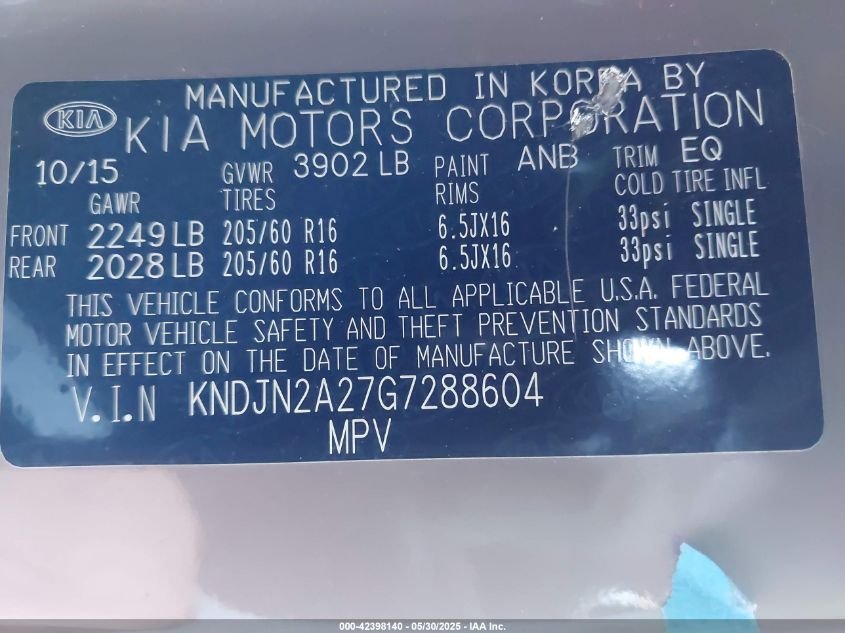 MANUFACTURED IN KOREA BY
KIA KIA MOTORS CORPORATION
10/15 GVWR 3902 LB PAINT ANB TRIM EQ
GAWR TIRES RIMS COLD TIRE INFL
FRONT 2249 LB 205/60 R16 6.5JX16 33psi SINGLE
REAR 2028 LB 205/60 R16 6.5JX16 33psi SINGLE
THIS VEHICLE CONFORMS TO ALL APPLICABLE U.S.A. FEDERAL
MOTOR VEHICLE SAFETY AND THEFT PREVENTION STANDARDS
IN EFFECT ON THE DATE OF MANUFACTURE SHOWN ABOVE.
V.I.N KNDJN2A27G7288604
MPV
000-42398140 - 05/30/2025 - IAA Inc.